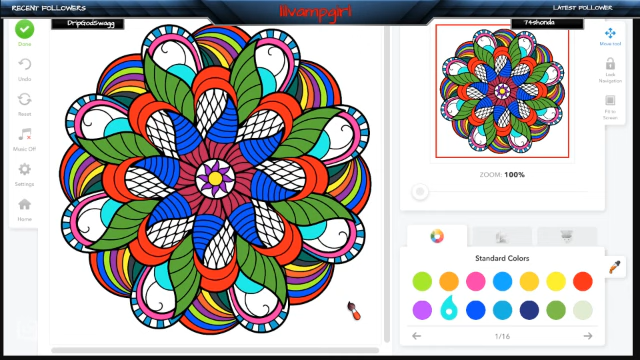 RECENT FOLLOWERS
lilvampgirl
LATEST FOLLOWER
DripGodSwagg
74shonda
Done
Undo
Reset
Music Off
Settings
Home
Move tool
Lock
Navigation
Fit to
Screen
ZOOM: 100%
Standard Colors
1/16